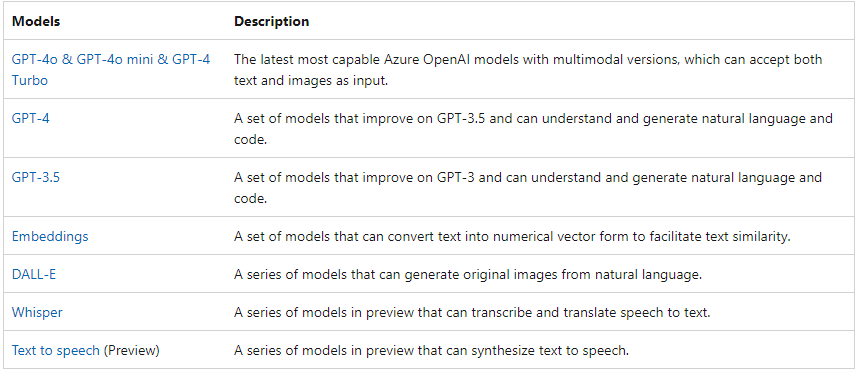 Models Description
GPT-4o & GPT-4o mini & GPT-4 The latest most capable Azure OpenAI models with multimodal versions, which can accept both
Turbo text and images as input.
GPT-4 A set of models that improve on GPT-3.5 and can understand and generate natural language and
code.
GPT-3.5 A set of models that improve on GPT-3 and can understand and generate natural language and
code.
Embeddings A set of models that can convert text into numerical vector form to facilitate text similarity.
DALL-E A series of models that can generate original images from natural language.
Whisper A series of models in preview that can transcribe and translate speech to text.
Text to speech (Preview) A series of models in preview that can synthesize text to speech.